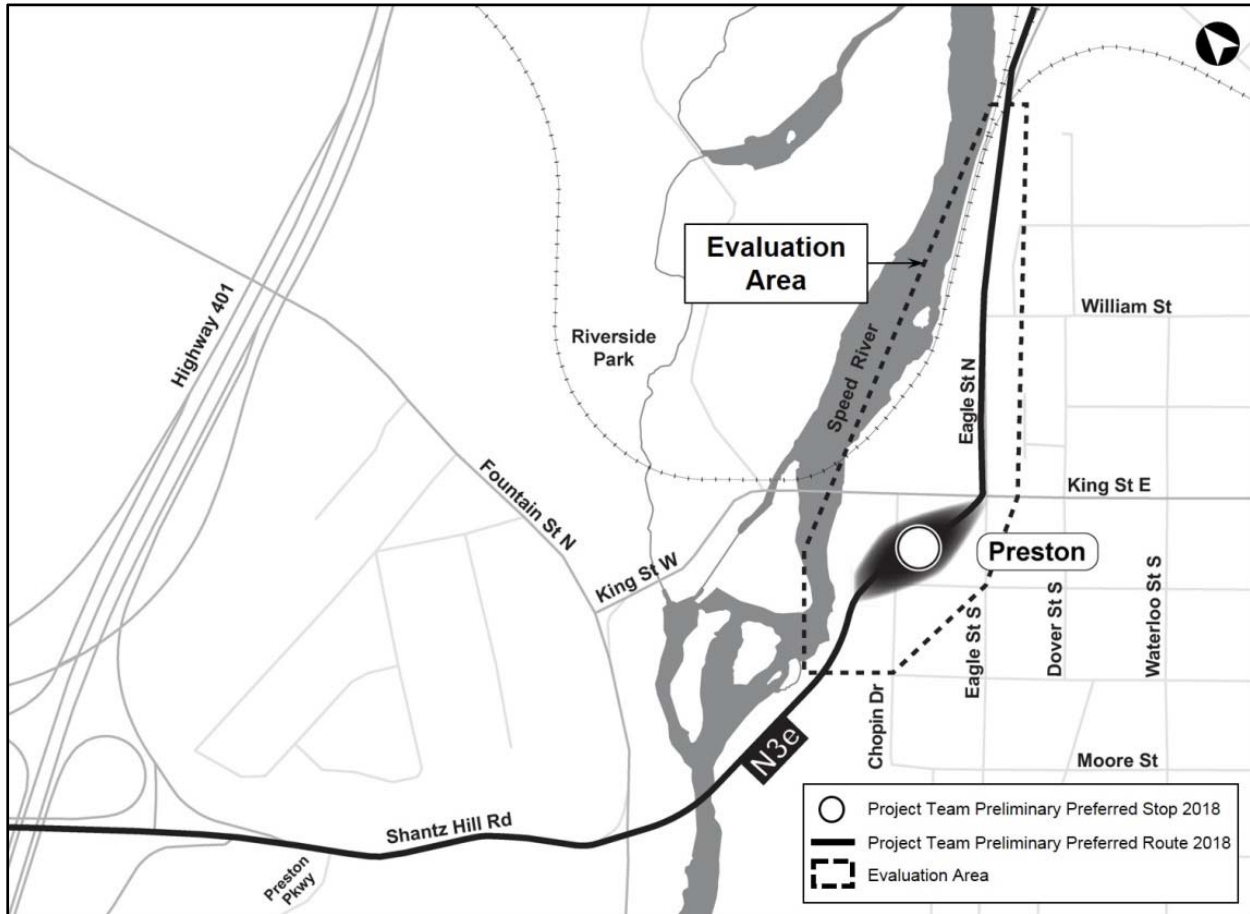 Evaluation
Area
William St
Highway 401
Riverside
Park
Speed River
Eagle St N
Fountain St N
King St E
King St W
Preston
Eagle St S
Dover St S
Waterloo St S
Chopin Dr
N3e
Moore St
Shantz Hill Rd
Preston
Pkwy
Project Team Preliminary Preferred Stop 2018
Project Team Preliminary Preferred Route 2018
Evaluation Area